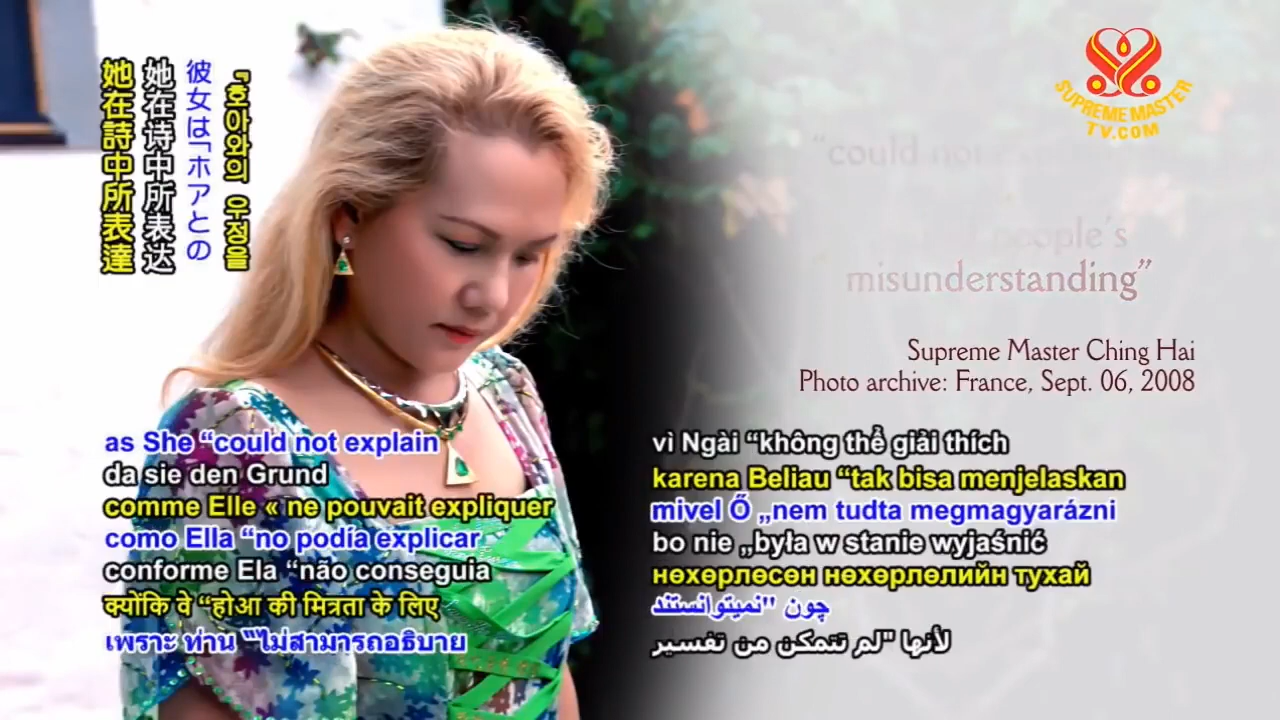 SUPREME MASTER
TV.COM
『호아와의 우정을
彼女は「ホアとの
她在诗中所表达
她在詩中所表達
“could not
people’s
misunderstanding”
Supreme Master Ching Hai
Photo archive: France, Sept. 06, 2008
as She “could not explain
da sie den Grund
comme Elle « ne pouvait expliquer
como Ella “no podía explicar
conforme Ela “não conseguia
क्योंकि वे “होआ की मित्रता के लिए
เพราะ ท่าน “ไม่สามารถอธิบาย
vì Ngài “không thể giải thích
karena Beliau “tak bisa menjelaskan
mivel Ő „nem tudta megmagyarázni
bo nie „była w stanie wyjaśnić
нөхөрлөсөн нөхөрлөлийн тухай
چون "نمیتوانستند
لأنها "لم تتمكن من تفسير